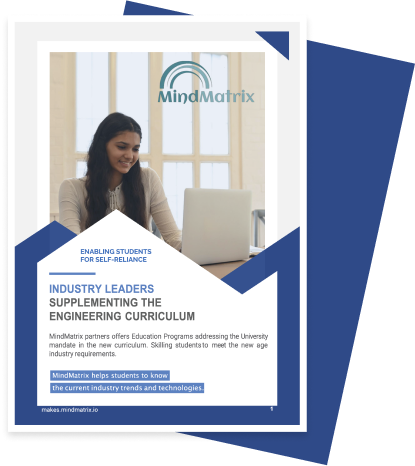 MindMatrix
ENABLING STUDENTS
FOR SELF-RELIANCE
INDUSTRY LEADERS
SUPPLEMENTING THE
ENGINEERING CURRICULUM
MindMatrix partners offers Education Programs addressing the University
mandate in the new curriculum. Skilling students to meet the new age
industry requirements.
MindMatrix helps students to know
the current industry trends and technologies.
makes.mindmatrix.io
1